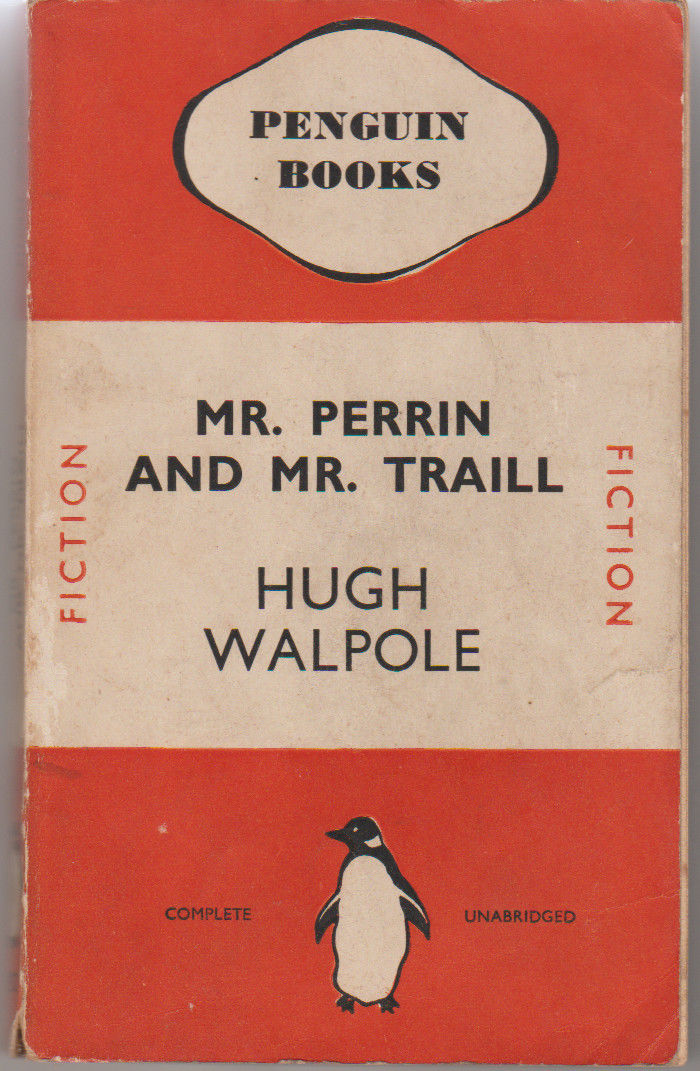 PENGUIN
BOOKS
MR. PERRIN
AND MR. TRAILL
FICTION
FICTION
HUGH
WALPOLE
COMPLETE
UNABRIDGED